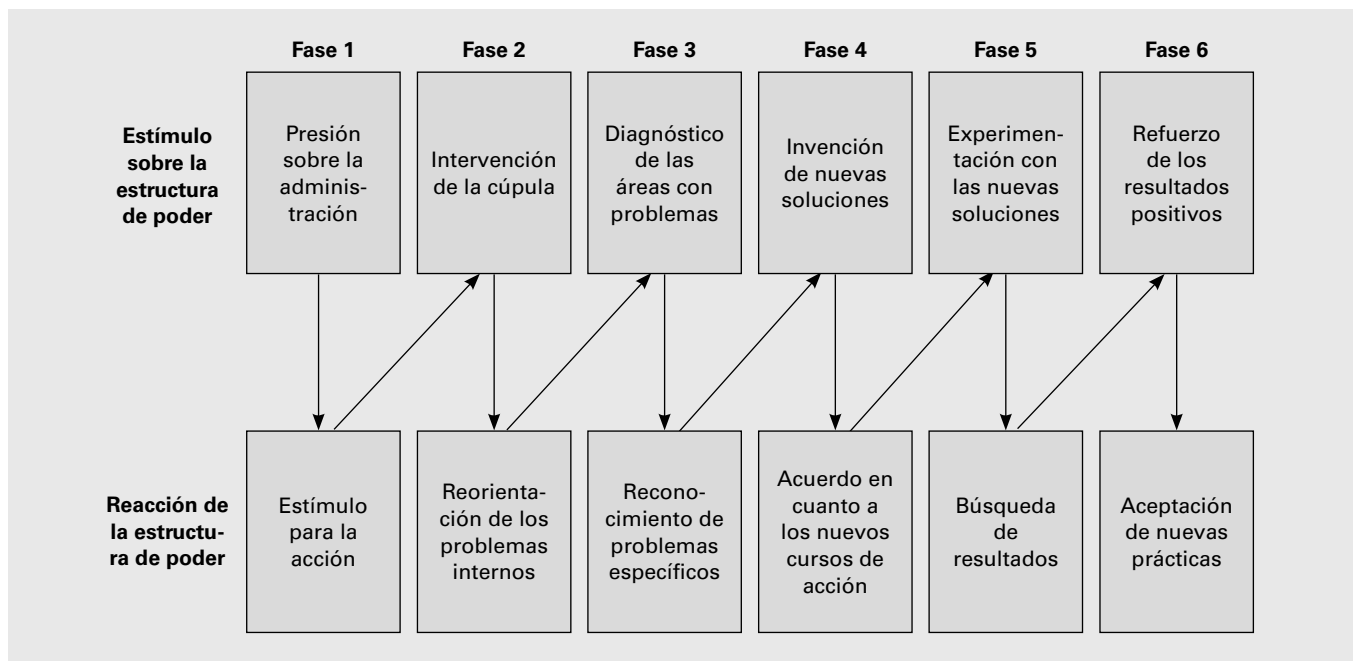 Fase 1
Fase 2
Fase 3
Fase 4
Fase 5
Fase 6
Estímulo
sobre la
estructura
de poder
Presión
sobre la
adminis-
tración
Intervención
de la cúpula
Diagnóstico
de las
áreas con
problemas
Invención
de nuevas
soluciones
Experimen-
tación con
las nuevas
soluciones
Refuerzo
de los
resultados
positivos
Reacción de
la estructu-
ra de poder
Estímulo
para la
acción
Reorienta-
ción de los
problemas
internos
Recono-
cimiento de
problemas
específicos
Acuerdo en
cuanto a
los nuevos
cursos de
acción
Búsqueda
de
resultados
Aceptación
de nuevas
prácticas